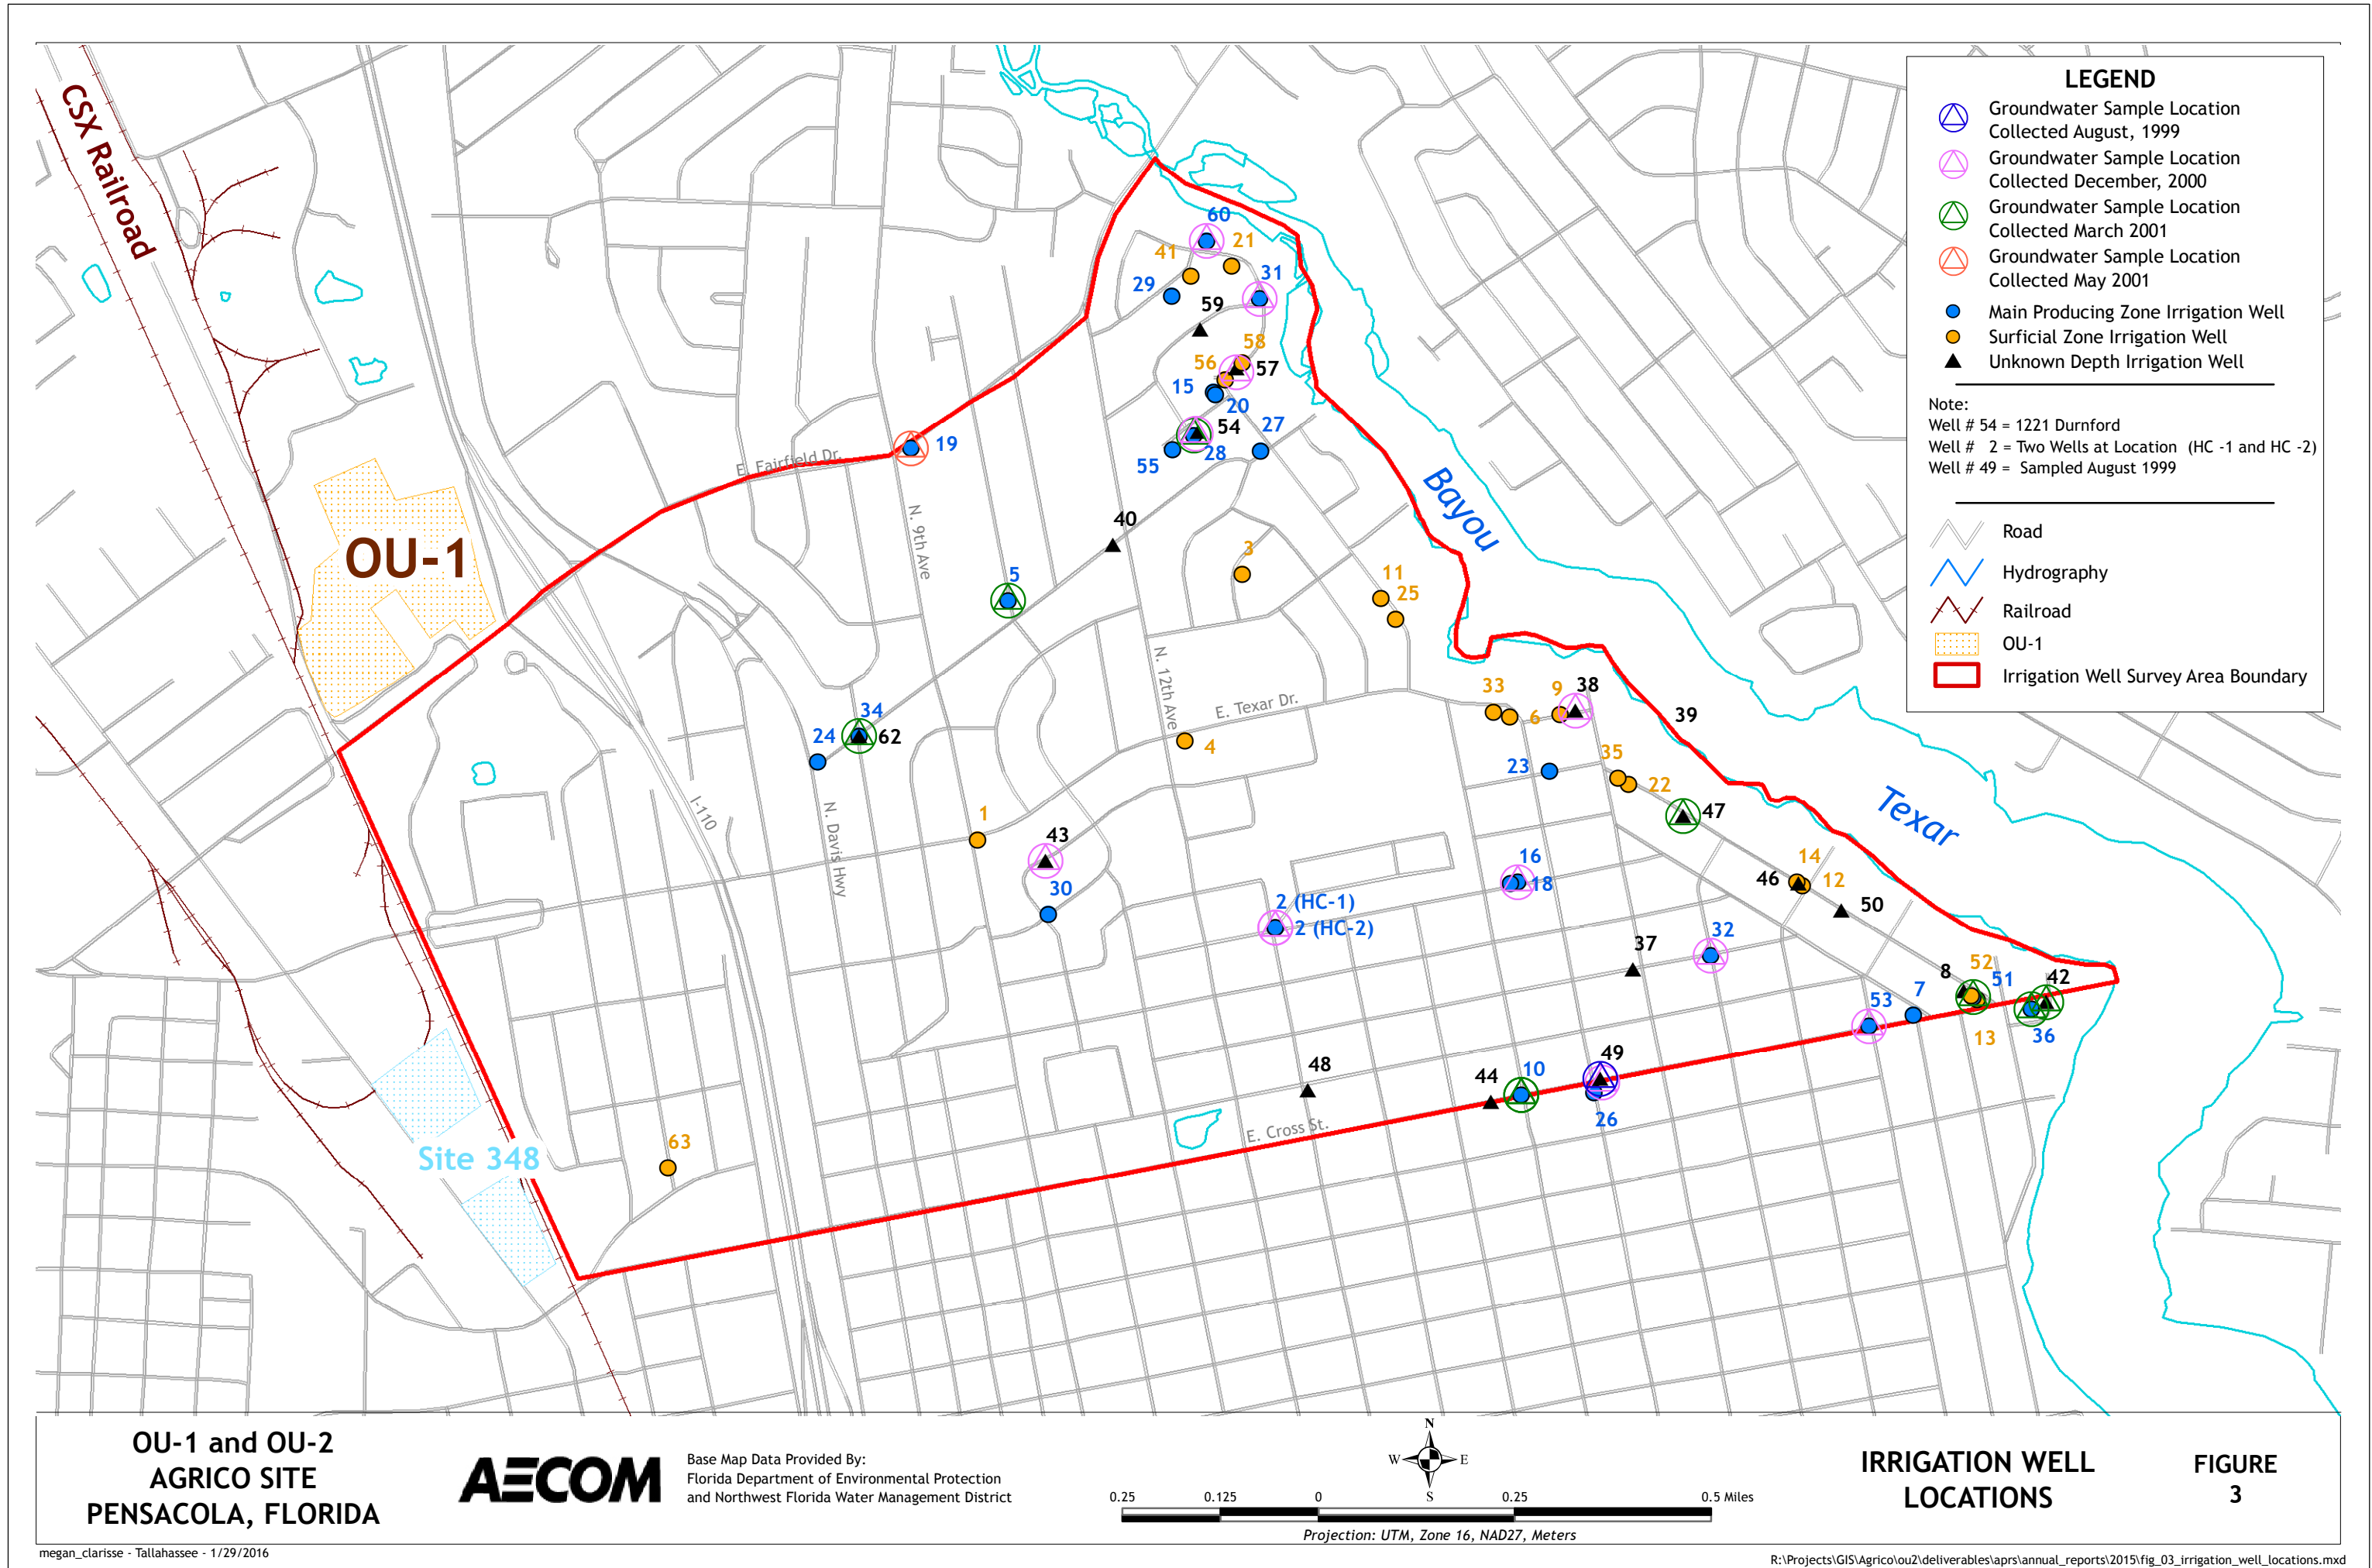 LEGEND
Groundwater Sample Location
Collected August, 1999
Groundwater Sample Location
Collected December, 2000
Groundwater Sample Location
Collected March 2001
Groundwater Sample Location
Collected May 2001
Main Producing Zone Irrigation Well
Surficial Zone Irrigation Well
Unknown Depth Irrigation Well
Note:
Well # 54 = 1221 Durnford
Well # 2 = Two Wells at Location (HC -1 and HC -2)
Well # 49 = Sampled August 1999
Road
Hydrography
Railroad
OU-1
Irrigation Well Survey Area Boundary
CSX Railroad
60
21
41
31
29
59
58
56
57
15
20
54
27
28
55
19
E. Fairfield Dr.
Bayou
40
N. 9th Ave
OU-1
3
5
11
25
N. 12th Ave
33
9
38
6
39
E. Texar Dr.
34
62
24
4
23
35
22
47
Texar
I-110
N. Davis Hwy
1
43
30
16
18
14
46
12
50
2 (HC-1)
2 (HC-2)
32
37
8
52
51
42
7
53
13
36
49
48
44
10
26
E. Cross St.
Site 348
63
OU-1 and OU-2
AGRICO SITE
PENSACOLA, FLORIDA
AECOM
Base Map Data Provided By:
Florida Department of Environmental Protection
and Northwest Florida Water Management District
N
W
E
S
0.25
0.125
0
0.25
0.5 Miles
Projection: UTM, Zone 16, NAD27, Meters
IRRIGATION WELL
LOCATIONS
FIGURE
3
megan_clarisse - Tallahassee - 1/29/2016
R:\Projects\GIS\Agrico\ou2\deliverables\aprs\annual_reports\2015\fig_03_irrigation_well_locations.mxd